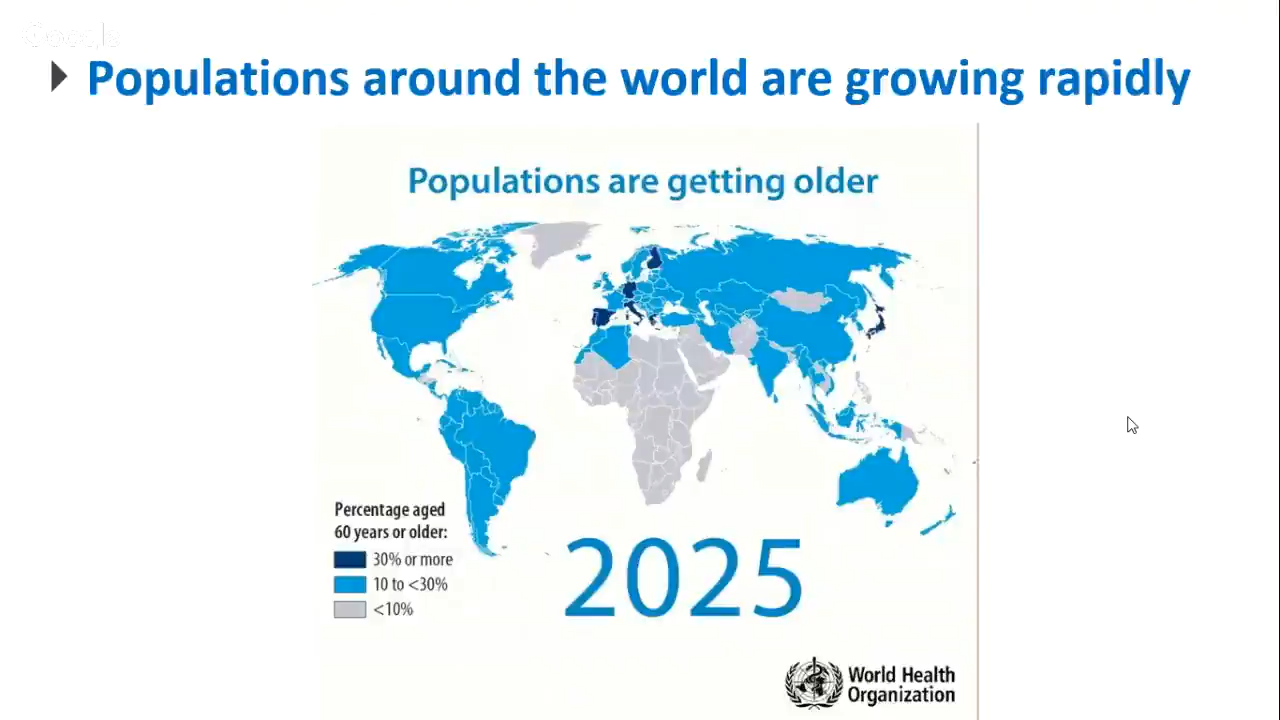 Populations around the world are growing rapidly
Populations are getting older
Percentage aged
60 years or older:
30% or more
10 to <30%
<10%
2025
World Health
Organization